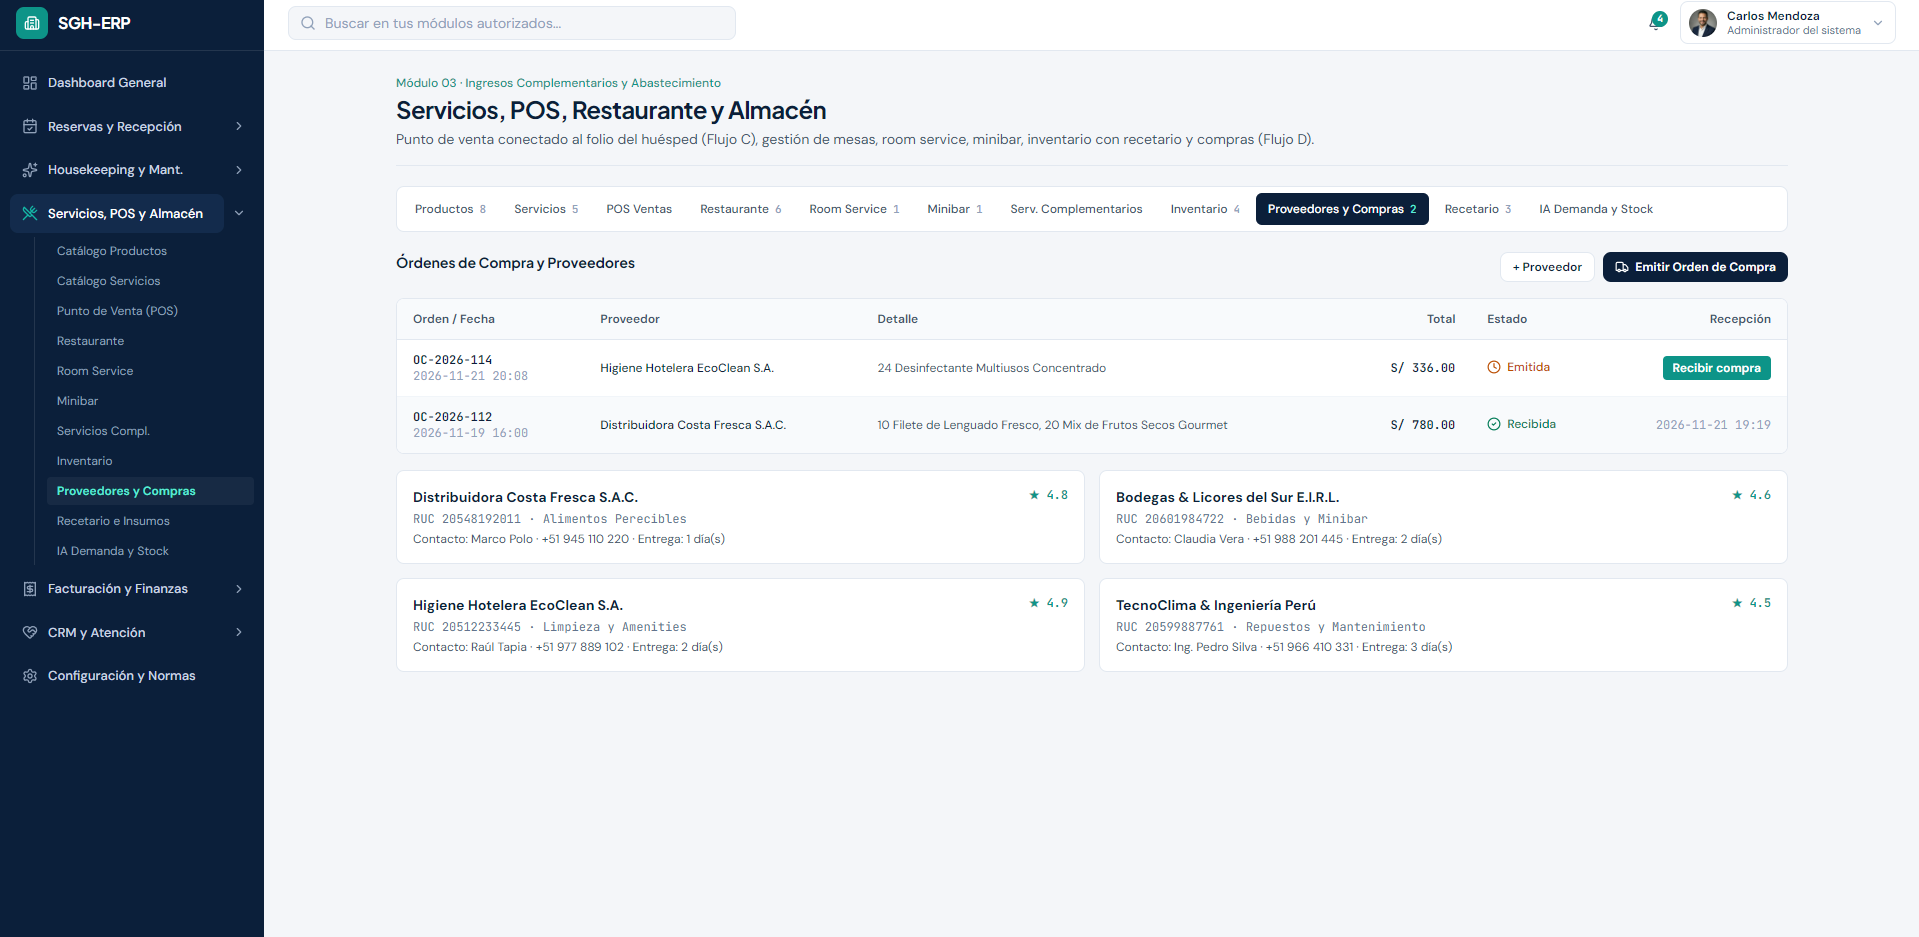 SGH-ERP
Buscar en tus módulos autorizados...
4
Carlos Mendoza
Administrador del sistema
Dashboard General
Reservas y Recepción
Housekeeping y Mant.
Servicios, POS y Almacén
Catálogo Productos
Catálogo Servicios
Punto de Venta (POS)
Restaurante
Room Service
Minibar
Servicios Compl.
Inventario
Proveedores y Compras
Recetario e Insumos
IA Demanda y Stock
Facturación y Finanzas
CRM y Atención
Configuración y Normas
Módulo 03 · Ingresos Complementarios y Abastecimiento
Servicios, POS, Restaurante y Almacén
Punto de venta conectado al folio del huésped (Flujo C), gestión de mesas, room service, minibar, inventario con recetario y compras (Flujo D).
Productos 8 Servicios 5 POS Ventas Restaurante 6 Room Service 1 Minibar 1 Serv. Complementarios Inventario 4 Proveedores y Compras 2 Recetario 3 IA Demanda y Stock
Órdenes de Compra y Proveedores
+ Proveedor
Emitir Orden de Compra
Orden / Fecha Proveedor Detalle Total Estado Recepción
OC-2026-114
2026-11-21 20:08
Higiene Hotelera EcoClean S.A. 24 Desinfectante Multiusos Concentrado S/ 336.00 Emitida Recibir compra
OC-2026-112
2026-11-19 16:00
Distribuidora Costa Fresca S.A.C. 10 Filete de Lenguado Fresco, 20 Mix de Frutos Secos Gourmet S/ 780.00 Recibida 2026-11-21 19:19
Distribuidora Costa Fresca S.A.C. ★ 4.8
RUC 20548192011 · Alimentos Perecibles
Contacto: Marco Polo · +51 945 110 220 · Entrega: 1 día(s)
Bodegas & Licores del Sur E.I.R.L. ★ 4.6
RUC 20601984722 · Bebidas y Minibar
Contacto: Claudia Vera · +51 988 201 445 · Entrega: 2 día(s)
Higiene Hotelera EcoClean S.A. ★ 4.9
RUC 20512233445 · Limpieza y Amenities
Contacto: Raúl Tapia · +51 977 889 102 · Entrega: 2 día(s)
TecnoClima & Ingeniería Perú ★ 4.5
RUC 20599887761 · Repuestos y Mantenimiento
Contacto: Ing. Pedro Silva · +51 966 410 331 · Entrega: 3 día(s)